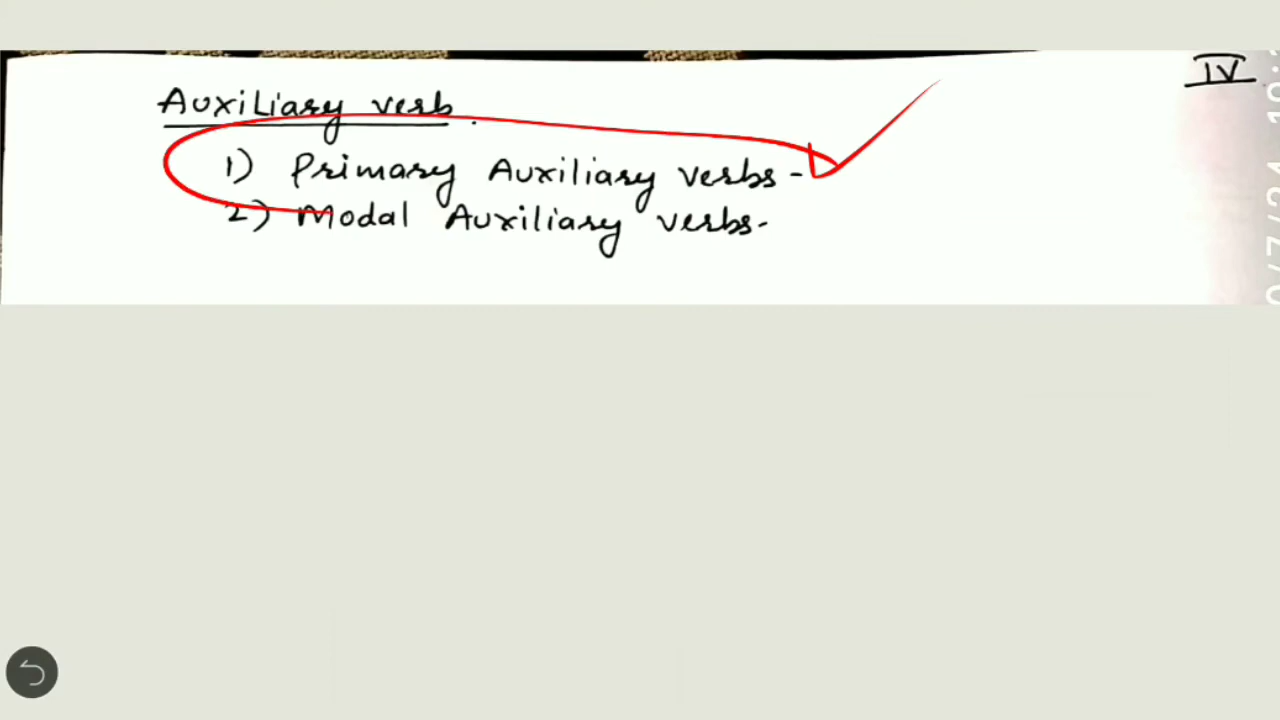 IV
Auxiliary verb.
1) Primary Auxiliary verbs-
2) Modal Auxiliary verbs-